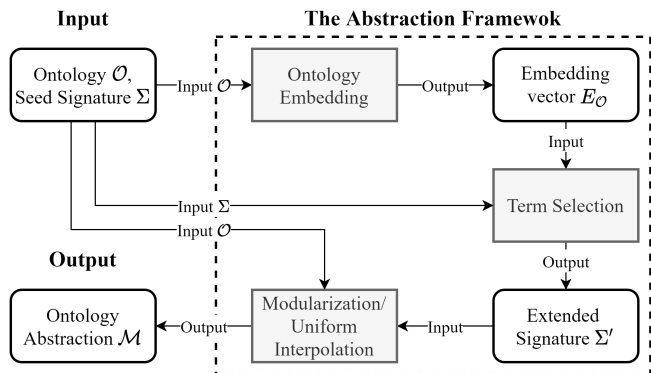 Input
The Abstraction Framewok
Ontology 𝒪,
Seed Signature Σ
Input 𝒪
Ontology
Embedding
Output
Embedding
vector E𝒪
Input
Input Σ
Term Selection
Input 𝒪
Output
Output
Ontology
Abstraction ℳ
Output
Modularization/
Uniform
Interpolation
Input
Extended
Signature Σ′